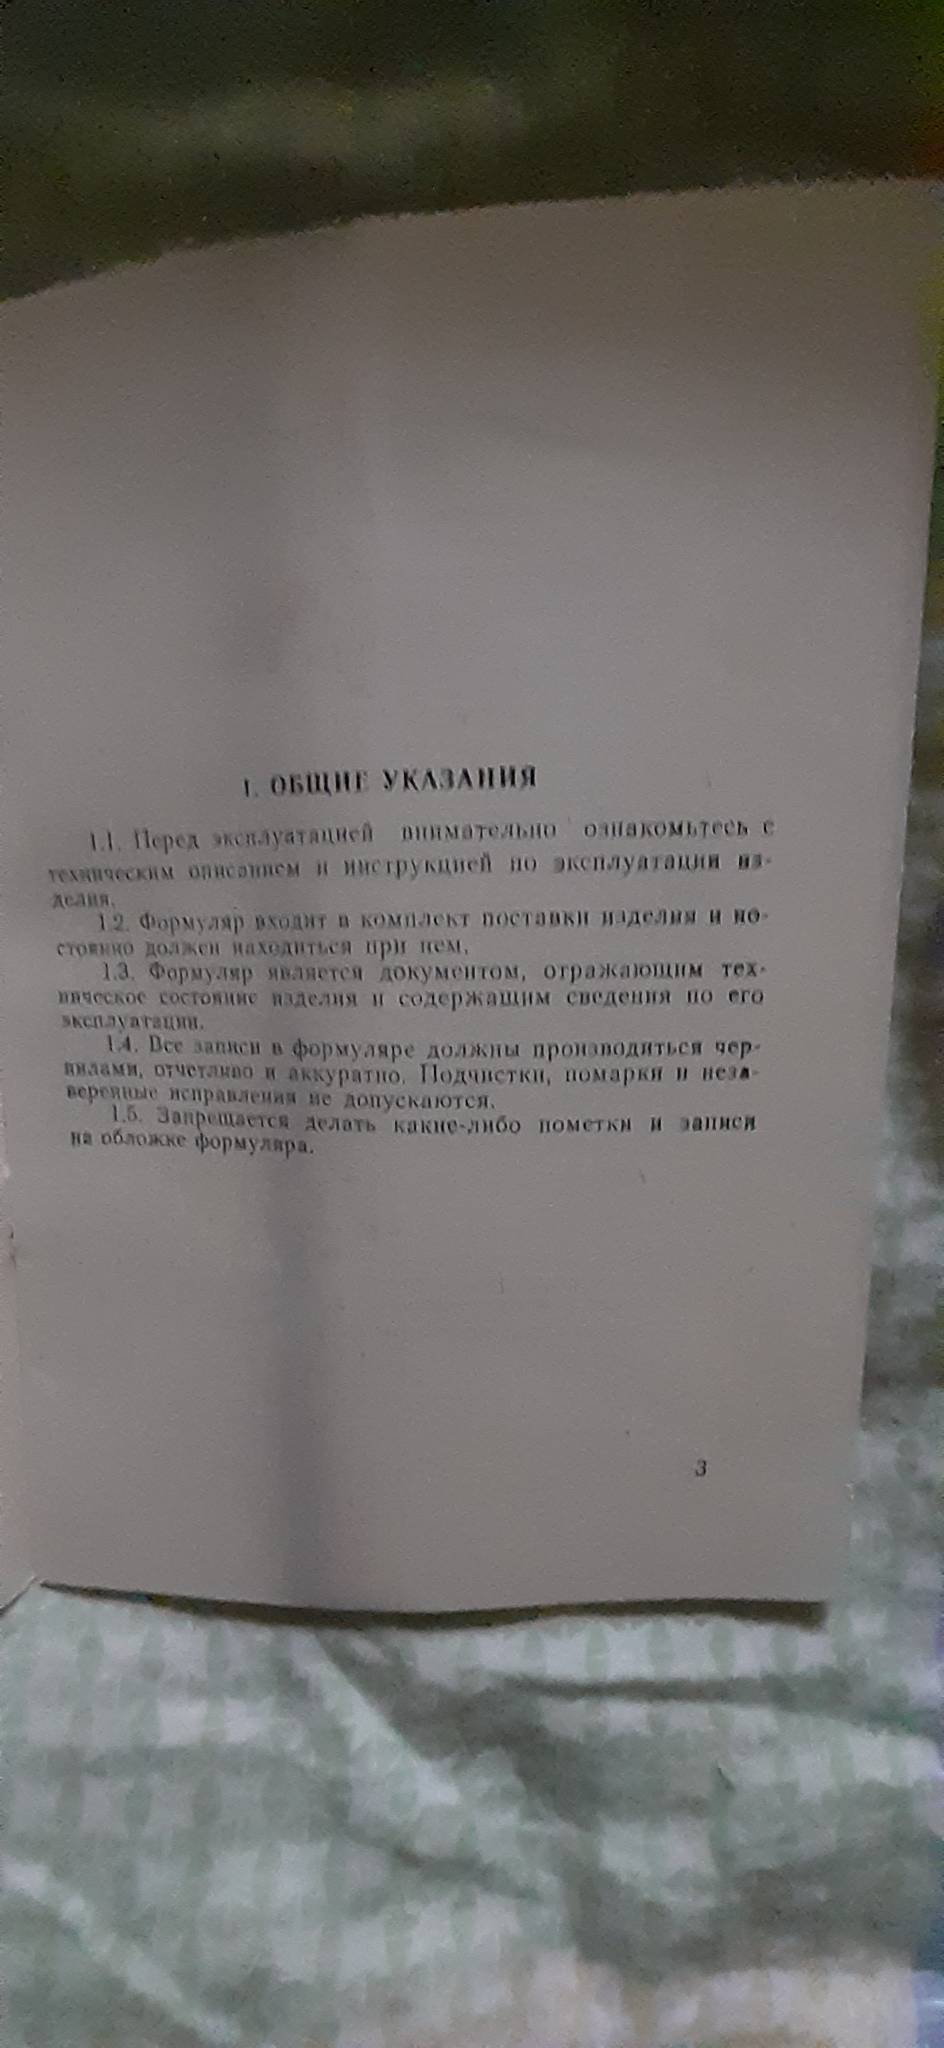 1. ОБЩИЕ УКАЗАНИЯ
1.1. Перед эксплуатацией внимательно ознакомьтесь с
техническим описанием и инструкцией по эксплуатации из-
делия.
1.2. Формуляр входит в комплект поставки изделия и по-
стоянно должен находиться при нем.
1.3. Формуляр является документом, отражающим тех-
ническое состояние изделия и содержащим сведения по его
эксплуатации.
1.4. Все записи в формуляре должны производиться чер-
нилами, отчетливо и аккуратно. Подчистки, помарки и неза-
веренные исправления не допускаются.
1.5. Запрещается делать какие-либо пометки и записи
на обложке формуляра.
3